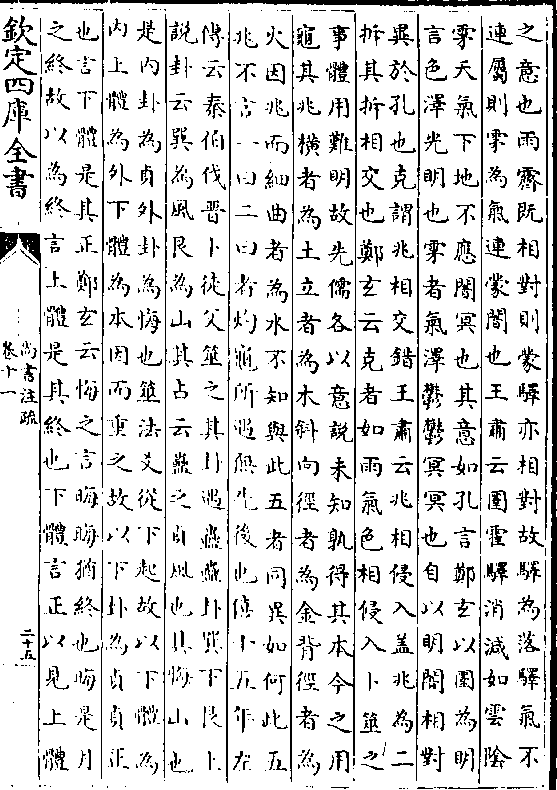 之意也雨霽既相對則蒙驛亦相對故驛為落驛氣不
連屬則雺為氣連蒙闇也王肅云圛霍驛消減如雲陰
雺天氣下地不應闇冥也其意如孔言鄭玄以圛為明
言色澤光明也雺者氣澤鬱鬱冥冥也自以明闇相對
異於孔也克謂兆相交錯王肅云兆相侵入盖兆為二
拆其拆相交也鄭玄云克者如雨氣色相侵入卜筮之
事體用難明故先儒各以意說未知孰得其本今之用
龜其兆橫者為土立者為木斜向徑者為金背徑者為
火因兆而細曲者為水不知與此五者同異如何此五
兆不言一曰二曰者灼龜所遇無先後此僖十五年左
傳云秦伯伐晉卜徒父筮之其卦遇蠱蠱卦巽下艮上
說卦云巽為風艮為山其占云蠱之貞風也其悔山也
是内卦為貞外卦為悔也筮法爻從下起故以下體為
内上體為外下體為本因而重之故以下卦為貞貞正
也言下體是其正鄭玄云悔之言晦晦猶終也晦是月
之終故以為終言上體是其終也下體言正以見上體
欽定四庫全書
尚書注疏
卷十一
二十五